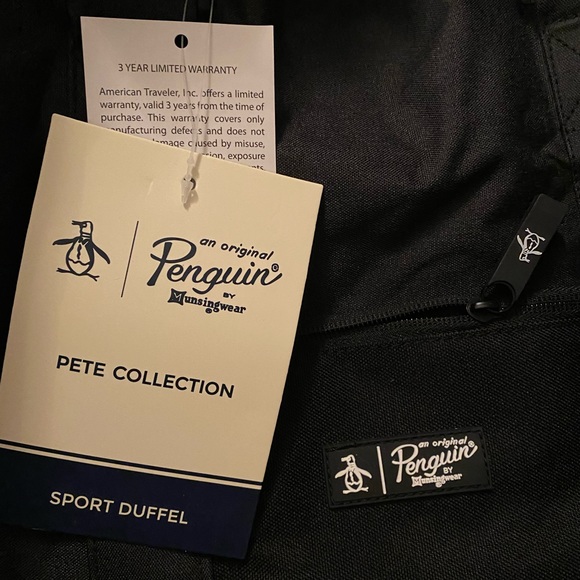 3 YEAR LIMITED WARRANTY
American Traveler, Inc. offers a limited
warranty, valid 3 years from the time of
purchase. This warranty covers only
manufacturing defects and does not
damage caused by misuse,
exposure
an original
Penguin®
BY
Munsingwear
PETE COLLECTION
SPORT DUFFEL
an original
Penguin®
BY
Munsingwear